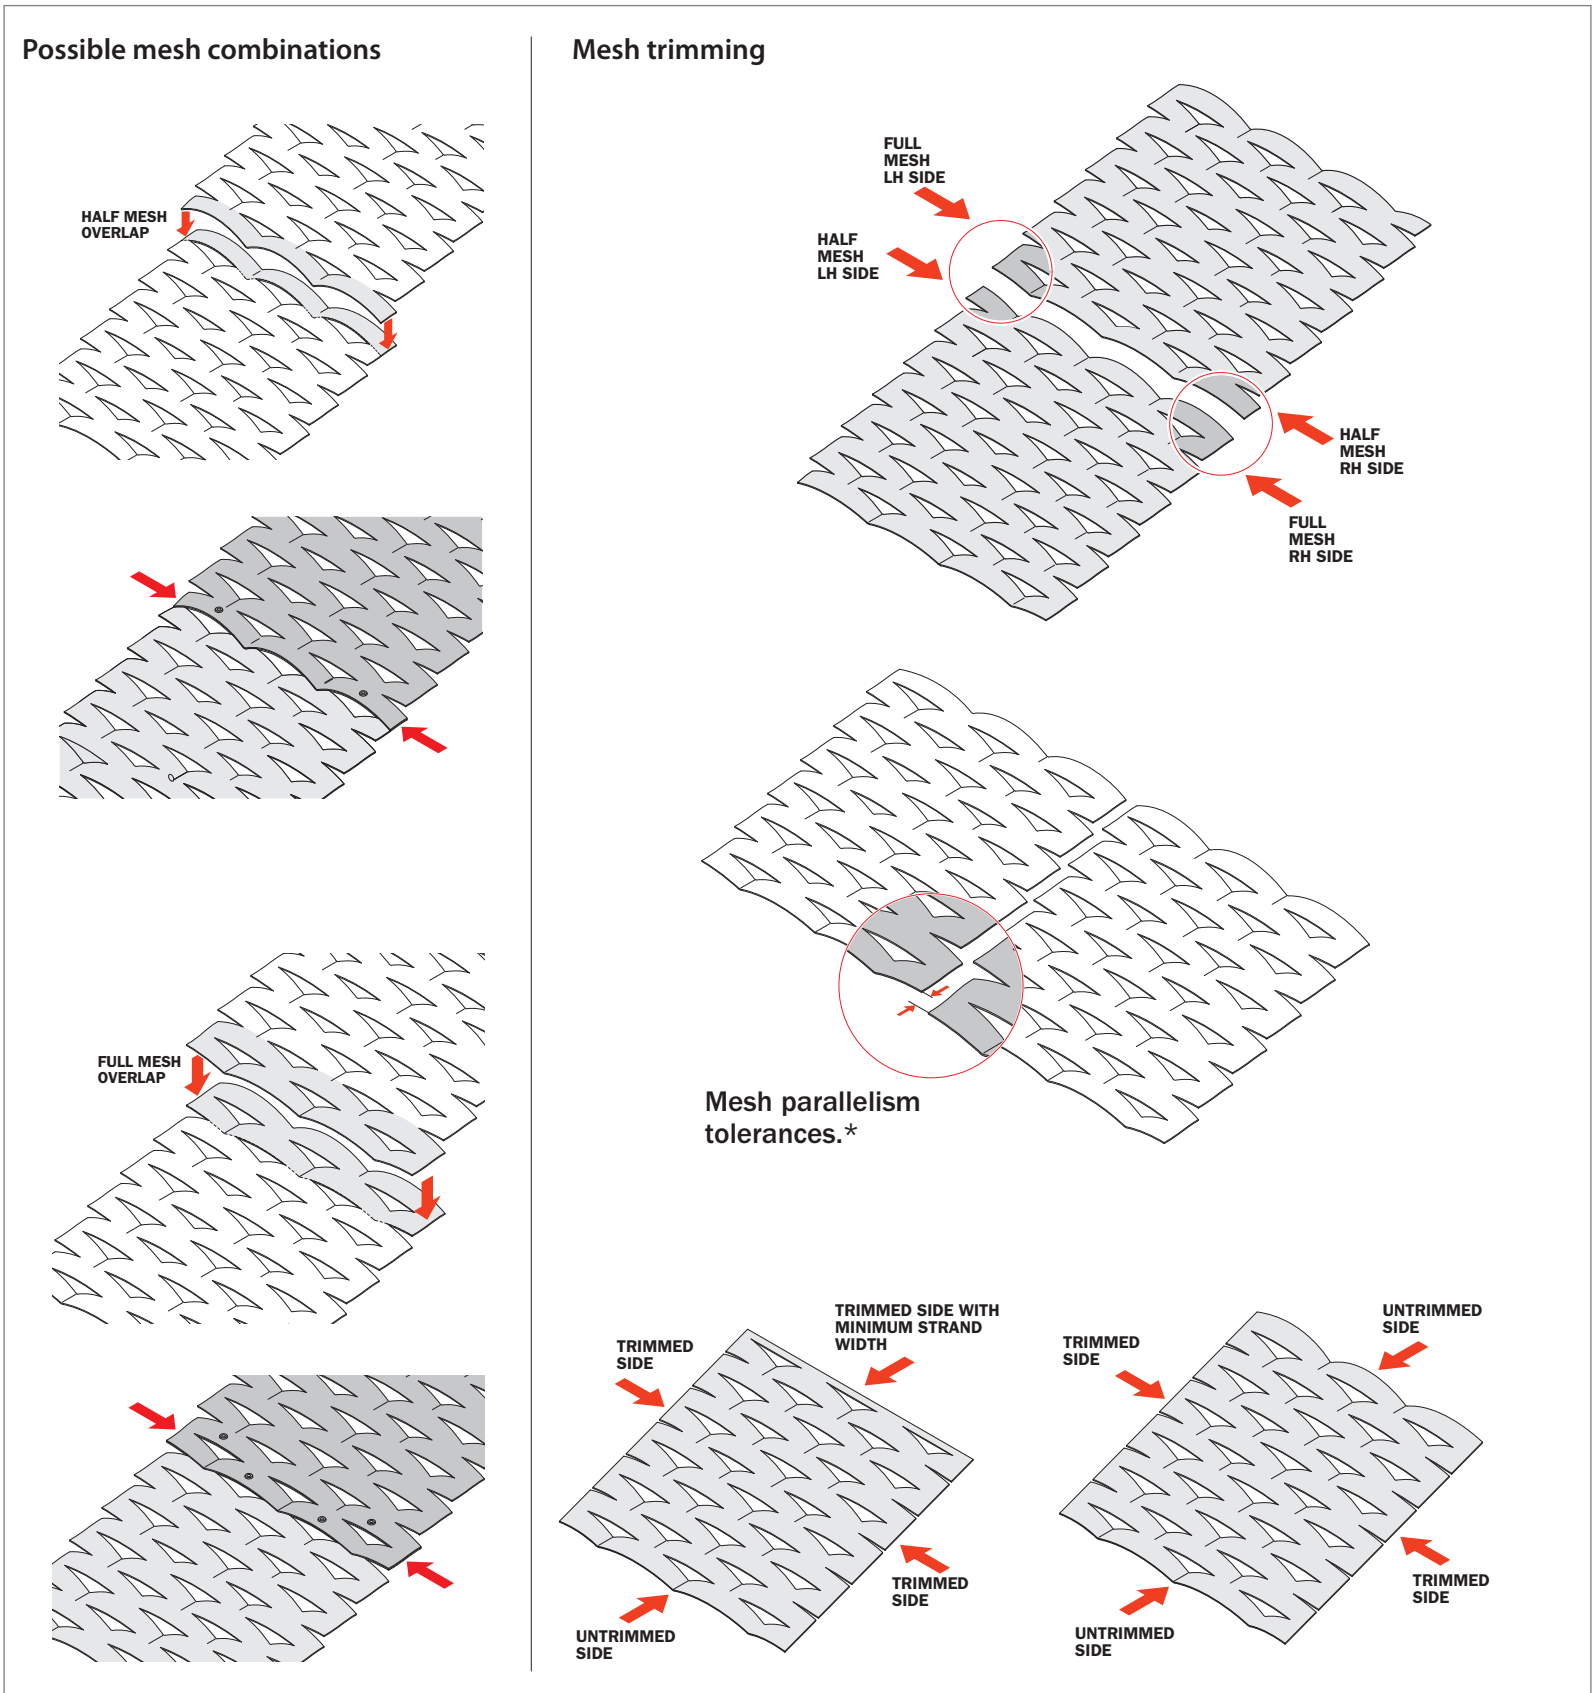 Possible mesh combinations
HALF MESH
OVERLAP
FULL MESH
OVERLAP
Mesh trimming
FULL
MESH
LH SIDE
HALF
MESH
LH SIDE
HALF
MESH
RH SIDE
FULL
MESH
RH SIDE
Mesh parallelism
tolerances.*
TRIMMED
SIDE
TRIMMED SIDE WITH
MINIMUM STRAND
WIDTH
TRIMMED
SIDE
UNTRIMMED
SIDE
TRIMMED
SIDE
UNTRIMMED
SIDE
TRIMMED
SIDE
UNTRIMMED
SIDE